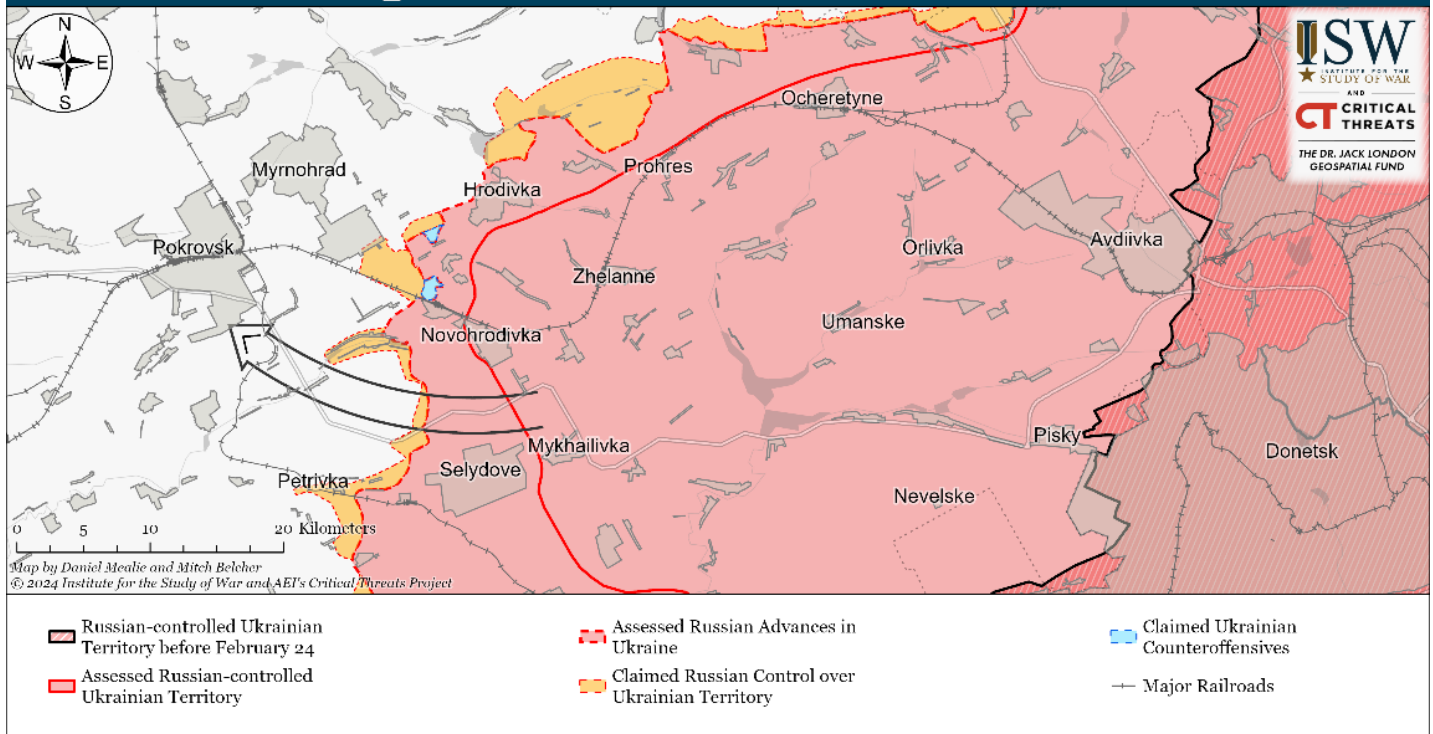 N
W E
S
ISW
INSTITUTE FOR THE
STUDY OF WAR
AND
CT CRITICAL
THREATS
THE DR. JACK LONDON
GEOSPATIAL FUND
Ocheretyne
Myrnohrad
Prohres
Hrodivka
Pokrovsk
Orlivka
Avdiivka
Zhelanne
Umanske
Novohrodivka
Pisky
Mykhailivka
Donetsk
Selydove
Petrivka
Nevelske
0 5 10 20 Kilometers
Map by Daniel Mealie and Mitch Belcher
© 2024 Institute for the Study of War and AEI's Critical Threats Project
Russian-controlled Ukrainian
Territory before February 24
Assessed Russian-controlled
Ukrainian Territory
Assessed Russian Advances in
Ukraine
Claimed Russian Control over
Ukrainian Territory
Claimed Ukrainian
Counteroffensives
Major Railroads